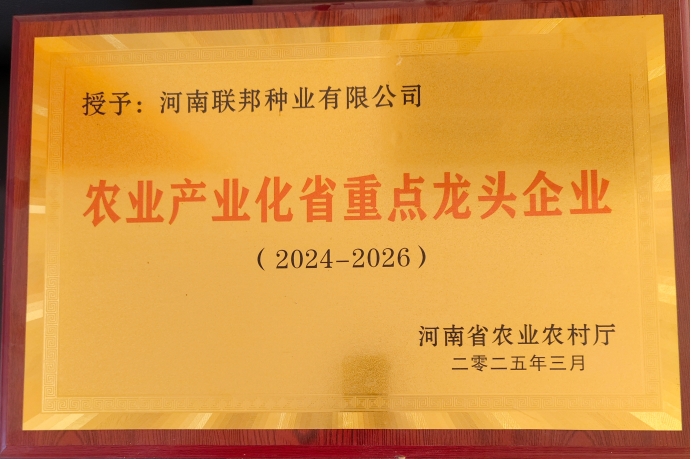 授予：河南联邦种业有限公司
农业产业化省重点龙头企业
（2024-2026）
河南省农业农村厅
二零二五年三月